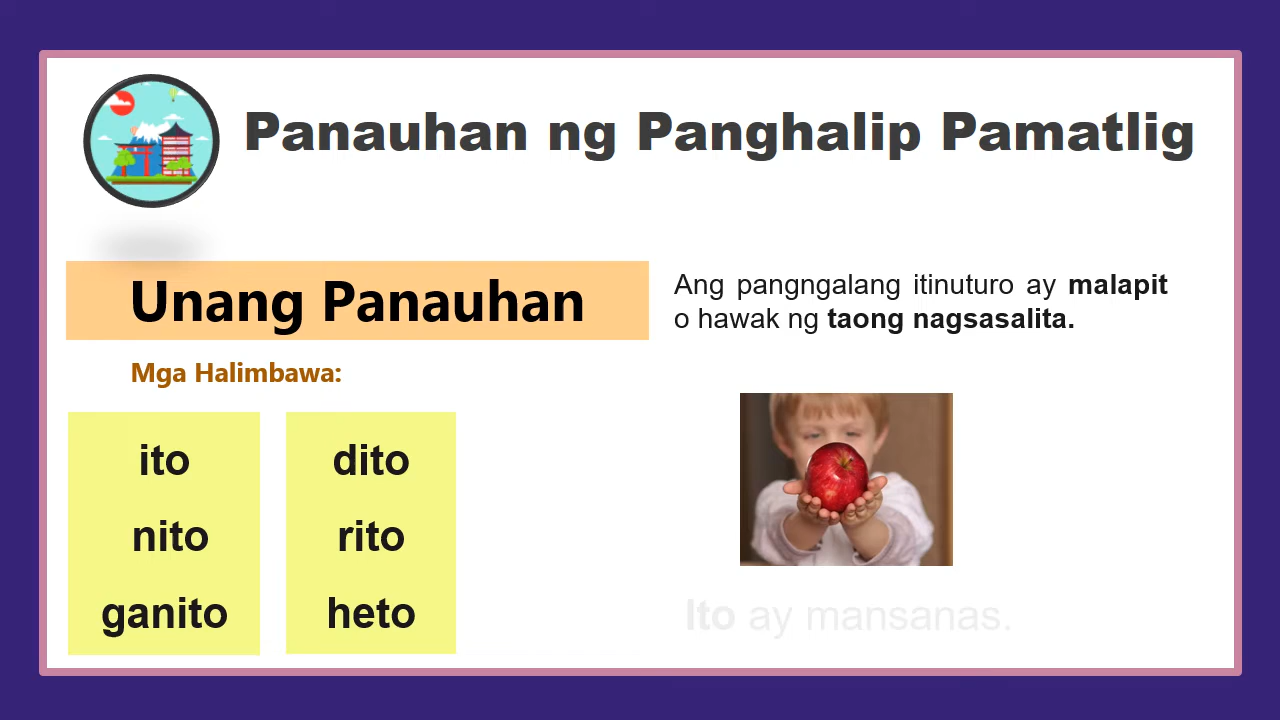 Panauhan ng Panghalip Pamatlig
Unang Panauhan
Ang pangngalang itinuturo ay malapit
o hawak ng taong nagsasalita.
Mga Halimbawa:
ito
nito
ganito
dito
rito
heto
Ito ay mansanas.